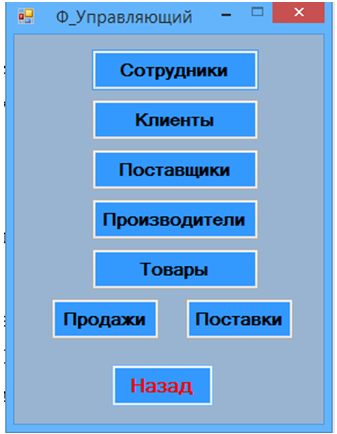 Ф_Управляющий
Сотрудники
Клиенты
Поставщики
Производители
Товары
Продажи Поставки
Назад